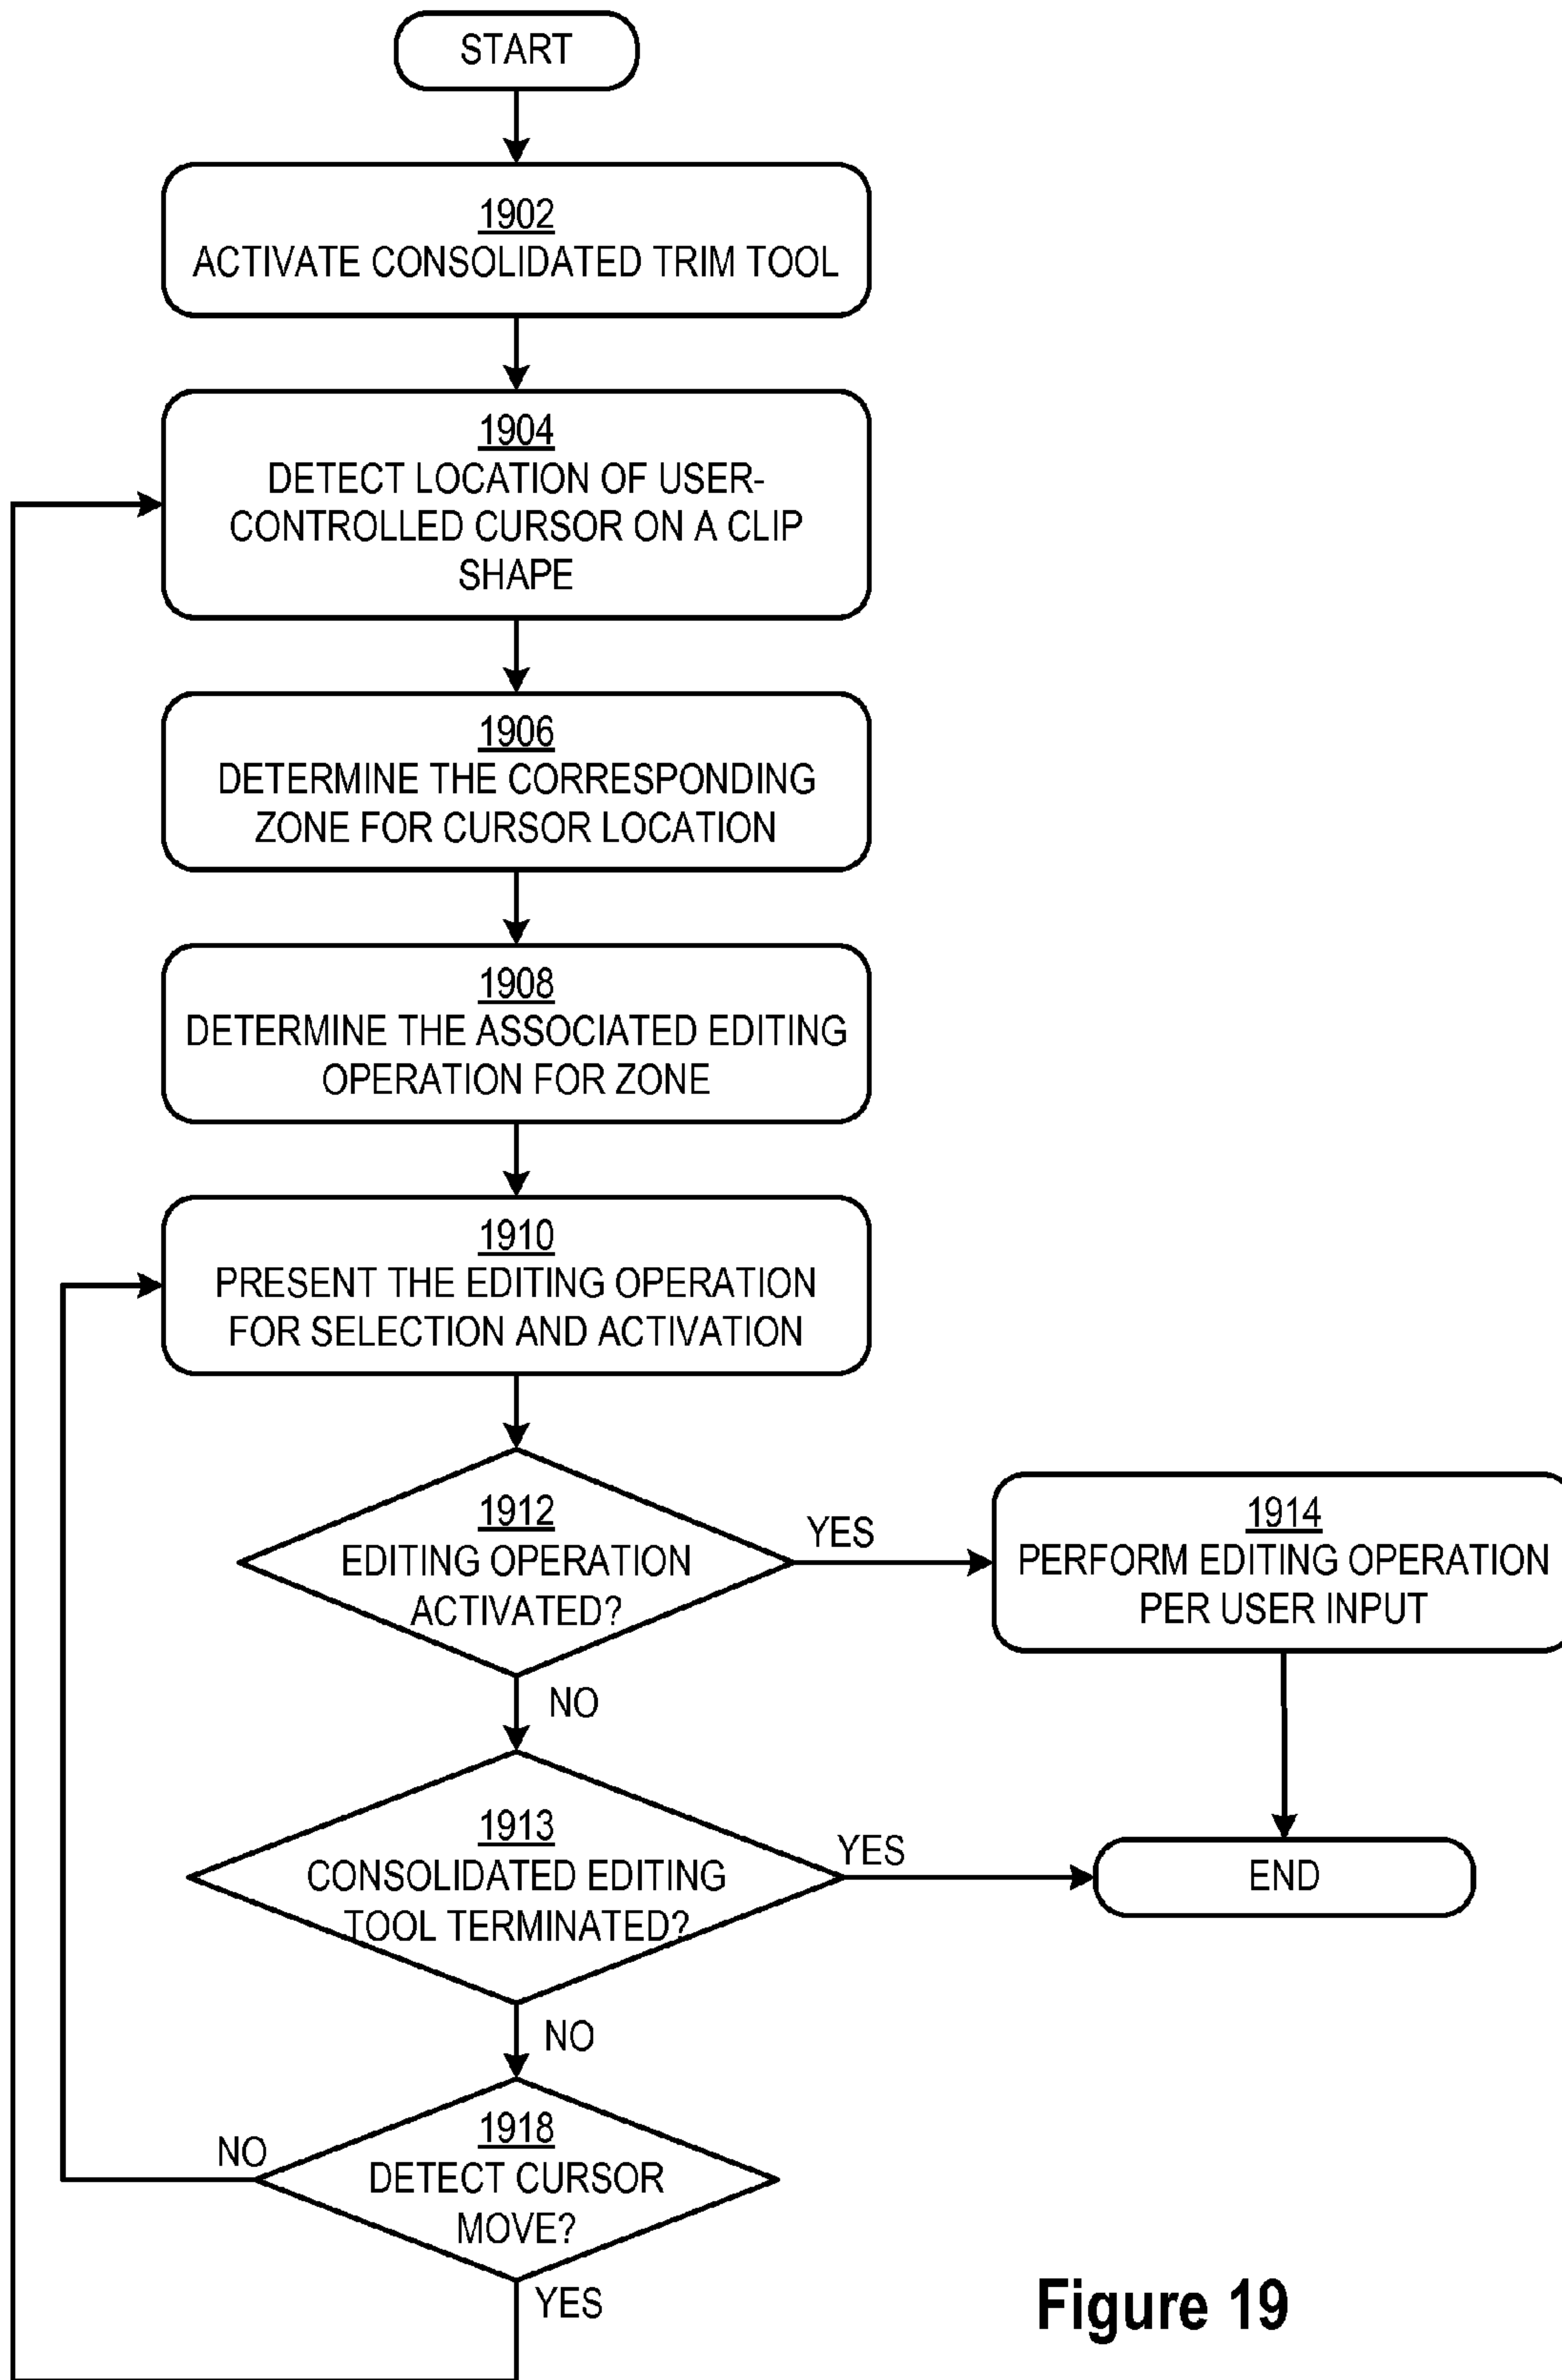 START
1902
ACTIVATE CONSOLIDATED TRIM TOOL
1904
DETECT LOCATION OF USER-
CONTROLLED CURSOR ON A CLIP
SHAPE
1906
DETERMINE THE CORRESPONDING
ZONE FOR CURSOR LOCATION
1908
DETERMINE THE ASSOCIATED EDITING
OPERATION FOR ZONE
1910
PRESENT THE EDITING OPERATION
FOR SELECTION AND ACTIVATION
1912
EDITING OPERATION
ACTIVATED?
YES
1914
PERFORM EDITING OPERATION
PER USER INPUT
NO
1913
CONSOLIDATED EDITING
TOOL TERMINATED?
YES
END
NO
1918
DETECT CURSOR
MOVE?
NO
YES
Figure 19